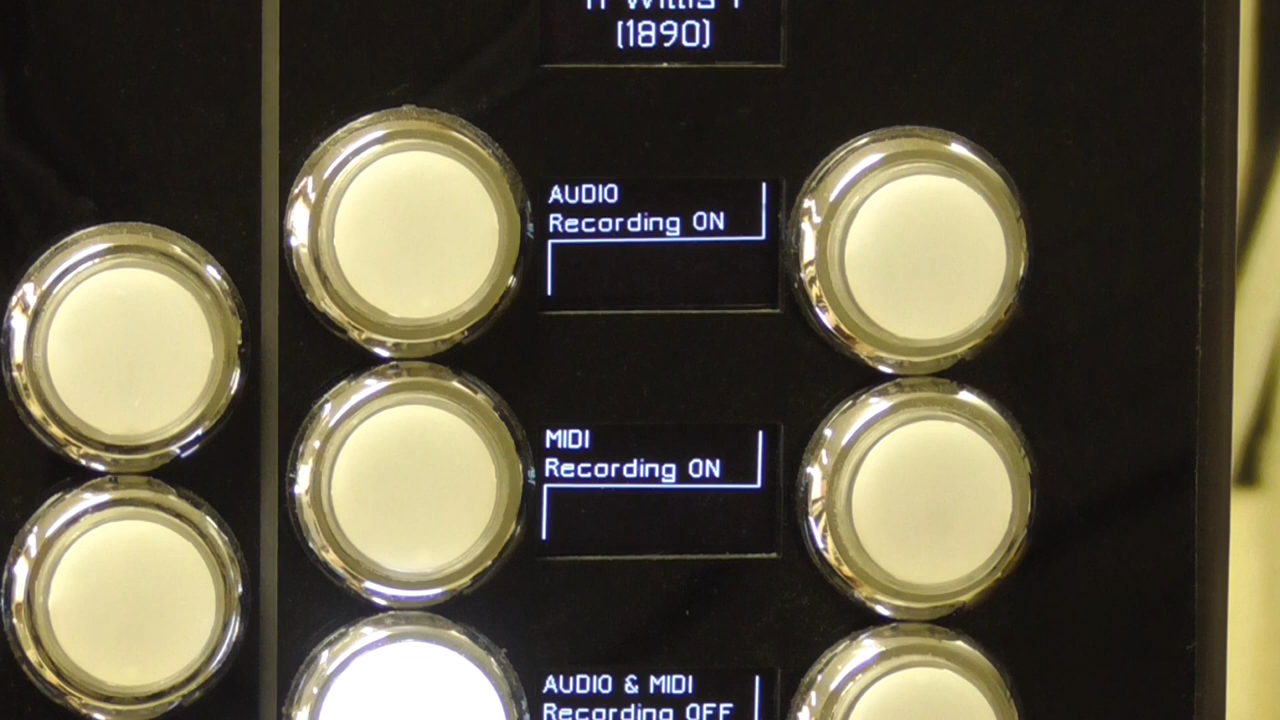 (1890)
AUDIO
Recording ON
MIDI
Recording ON
AUDIO & MIDI
Recording OFF